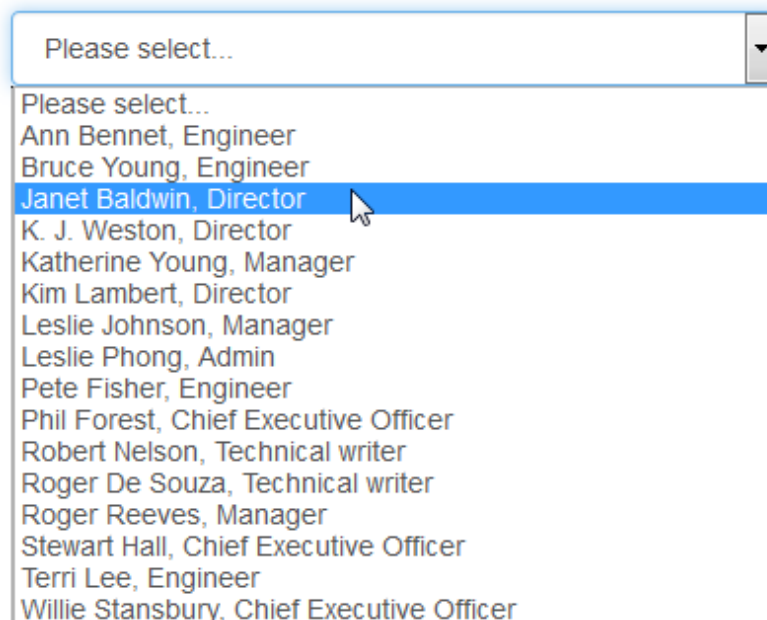 Please select...
Please select...
Ann Bennet, Engineer
Bruce Young, Engineer
Janet Baldwin, Director
K. J. Weston, Director
Katherine Young, Manager
Kim Lambert, Director
Leslie Johnson, Manager
Leslie Phong, Admin
Pete Fisher, Engineer
Phil Forest, Chief Executive Officer
Robert Nelson, Technical writer
Roger De Souza, Technical writer
Roger Reeves, Manager
Stewart Hall, Chief Executive Officer
Terri Lee, Engineer
Willie Stansbury, Chief Executive Officer